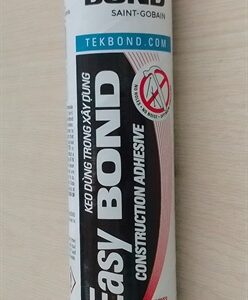 BOND
SAINT-GOBAIN
TEKBOND.COM
KEO DÙNG TRONG XÂY DỰNG
Easy BOND
CONSTRUCTION ADHESIVE